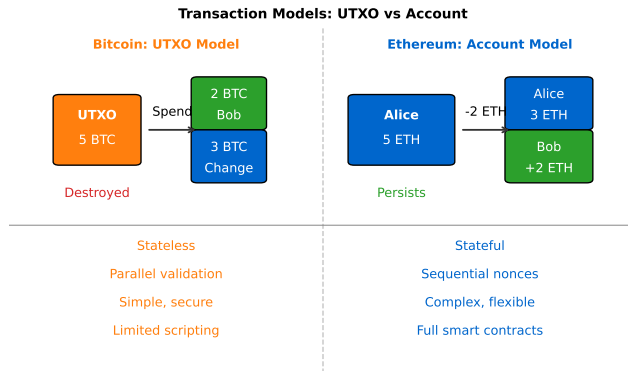 Transaction Models: UTXO vs Account
Bitcoin: UTXO Model
UTXO
5 BTC
Spend
2 BTC
Bob
3 BTC
Change
Destroyed
Stateless
Parallel validation
Simple, secure
Limited scripting
Ethereum: Account Model
Alice
5 ETH
-2 ETH
Alice
3 ETH
Bob
+2 ETH
Persists
Stateful
Sequential nonces
Complex, flexible
Full smart contracts